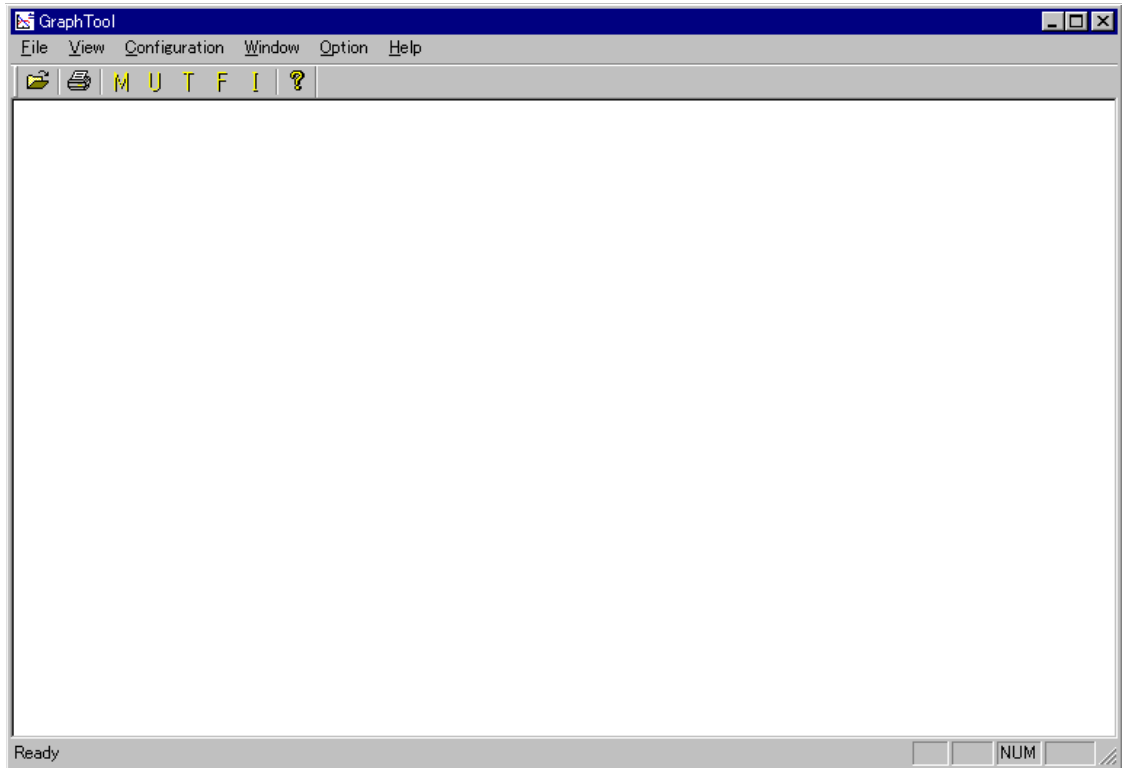 GraphTool
File View Configuration Window Option Help
M U T F I ?
Ready NUM